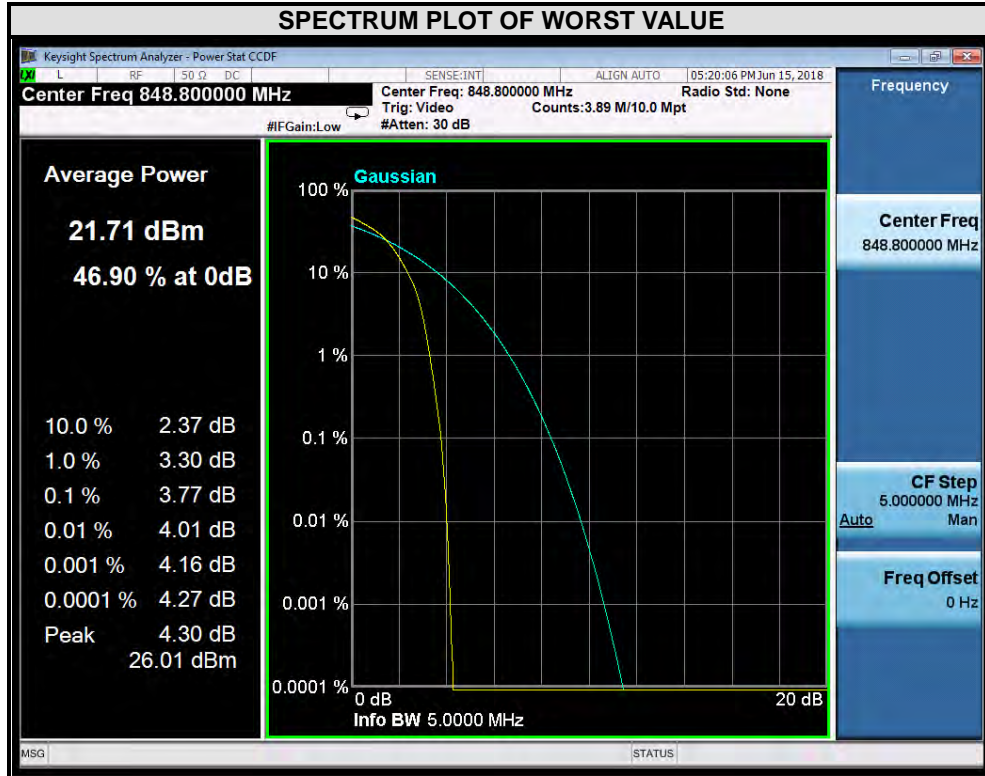 SPECTRUM PLOT OF WORST VALUE
Keysight Spectrum Analyzer - Power Stat CCDF
LXI L RF 50 Ω DC SENSE:INT ALIGN AUTO 05:20:06 PM Jun 15, 2018
Center Freq 848.800000 MHz
Center Freq: 848.800000 MHz Radio Std: None
Trig: Video Counts:3.89 M/10.0 Mpt
#IFGain:Low #Atten: 30 dB
Frequency
Average Power
21.71 dBm
46.90 % at 0dB
10.0 % 2.37 dB
1.0 % 3.30 dB
0.1 % 3.77 dB
0.01 % 4.01 dB
0.001 % 4.16 dB
0.0001 % 4.27 dB
Peak 4.30 dB
26.01 dBm
Gaussian
100 %
10 %
1 %
0.1 %
0.01 %
0.001 %
0.0001 %
0 dB 20 dB
Info BW 5.0000 MHz
Center Freq
848.800000 MHz
CF Step
5.000000 MHz
Auto Man
Freq Offset
0 Hz
MSG STATUS